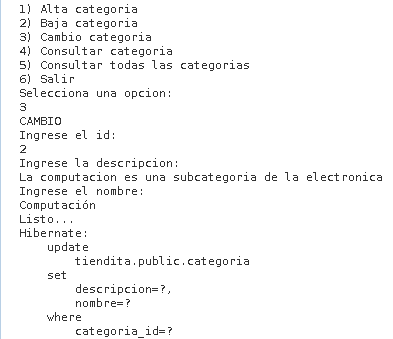 1) Alta categoria
2) Baja categoria
3) Cambio categoria
4) Consultar categoria
5) Consultar todas las categorias
6) Salir
Selecciona una opcion:
3
CAMBIO
Ingrese el id:
2
Ingrese la descripcion:
La computacion es una subcategoria de la electronica
Ingrese el nombre:
Computación
Listo...
Hibernate:
    update
        tiendita.public.categoria
    set
        descripcion=?,
        nombre=?
    where
        categoria_id=?